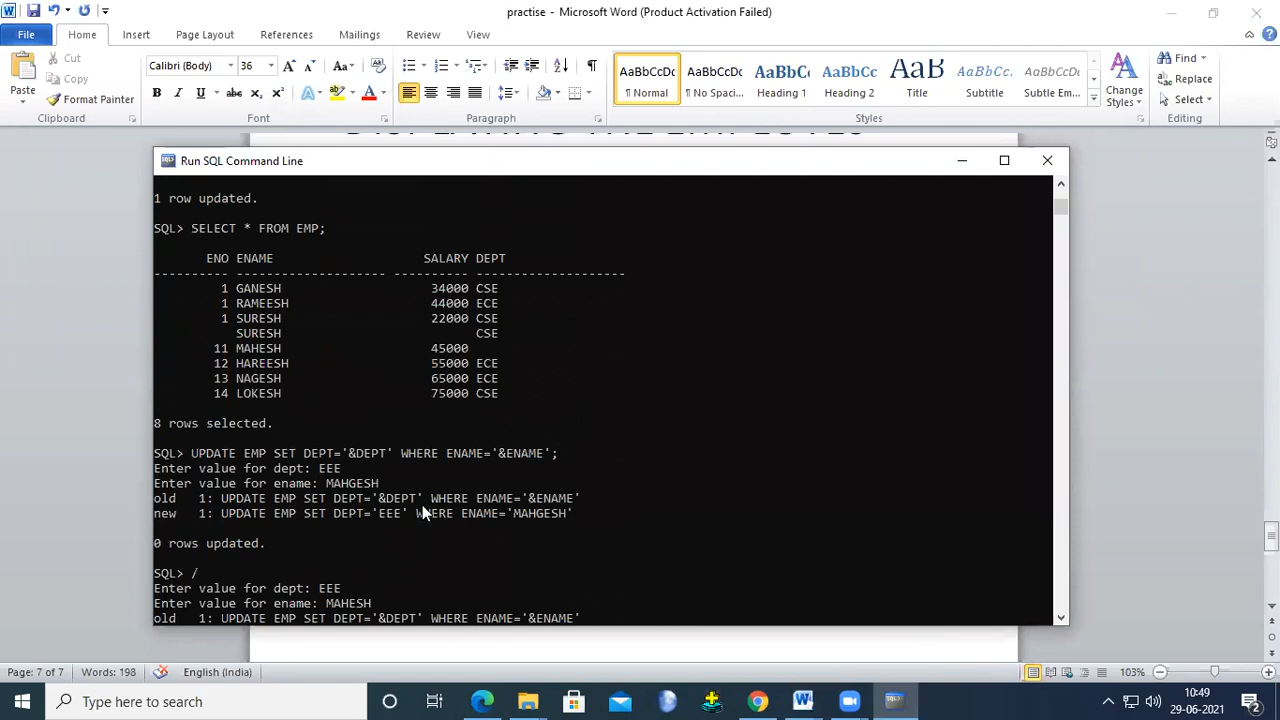 practise - Microsoft Word (Product Activation Failed)
File Home Insert Page Layout References Mailings Review View
Cut
Copy
Format Painter
Paste
Calibri (Body) 36
AaBbCcDc AaBbCcDc AaBbCc AaBbCc AaB AaBbCcL AaBbCcDc
¶ Normal ¶ No Spaci... Heading 1 Heading 2 Title Subtitle Subtle Em...
Change
Styles
Find
Replace
Select
Clipboard Font Paragraph Styles Editing
Run SQL Command Line
1 row updated.
SQL> SELECT * FROM EMP;
ENO ENAME SALARY DEPT
---------- -------------------- ---------- --------------------
1 GANESH 34000 CSE
1 RAMEESH 44000 ECE
1 SURESH 22000 CSE
SURESH CSE
11 MAHESH 45000
12 HAREESH 55000 ECE
13 NAGESH 65000 ECE
14 LOKESH 75000 CSE
8 rows selected.
SQL> UPDATE EMP SET DEPT='&DEPT' WHERE ENAME='&ENAME';
Enter value for dept: EEE
Enter value for ename: MAHGESH
old 1: UPDATE EMP SET DEPT='&DEPT' WHERE ENAME='&ENAME'
new 1: UPDATE EMP SET DEPT='EEE' WHERE ENAME='MAHGESH'
0 rows updated.
SQL> /
Enter value for dept: EEE
Enter value for ename: MAHESH
old 1: UPDATE EMP SET DEPT='&DEPT' WHERE ENAME='&ENAME'
Page: 7 of 7 Words: 198 English (India) 103%
Type here to search
10:49
29-06-2021